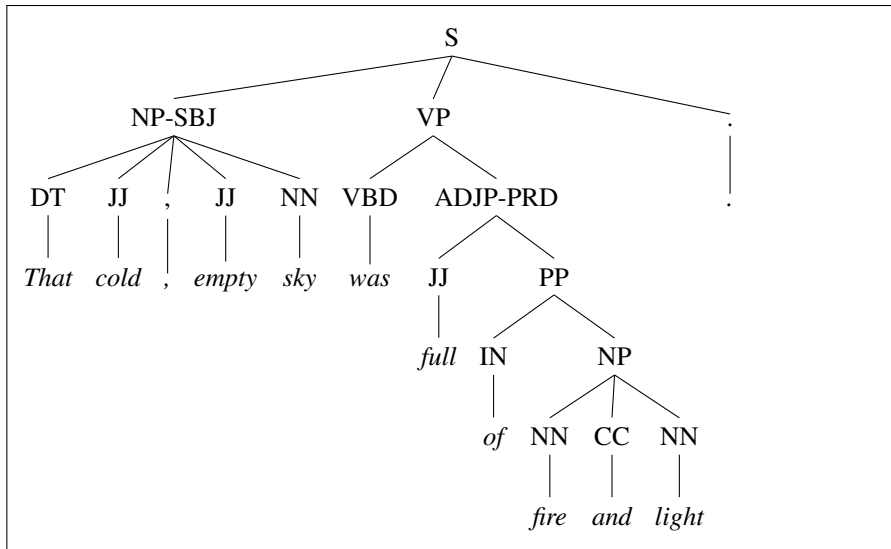 S
NP-SBJ VP .
DT JJ , JJ NN VBD ADJP-PRD .
That cold , empty sky was JJ PP
full IN NP
of NN CC NN
fire and light